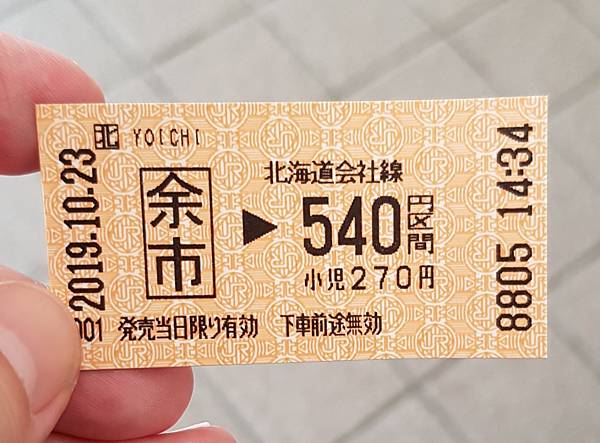 2019.10.23
北 YOICHI
余市
▶
北海道会社線
540円区間
小児270円
001 発売当日限り有効 下車前途無効
8805 14:34